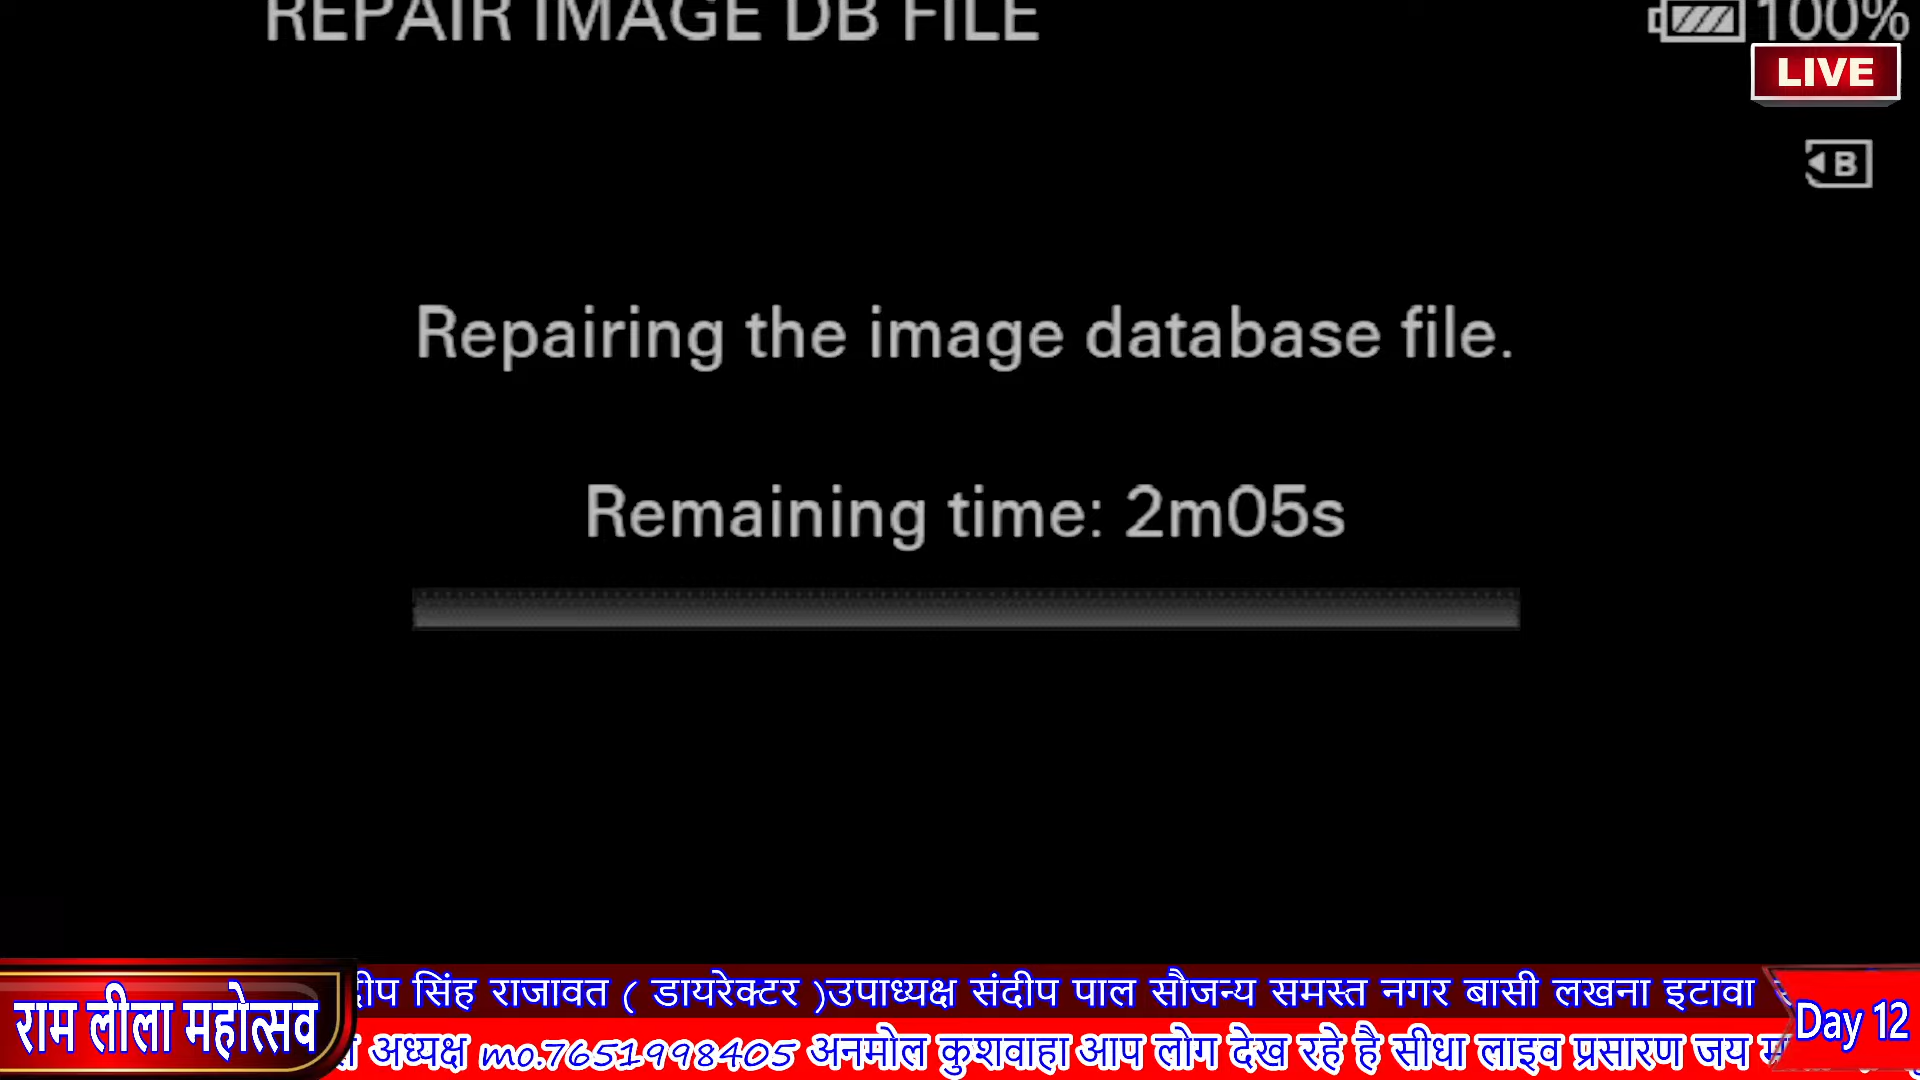 REPAIR IMAGE DB FILE
100%
LIVE
B
Repairing the image database file.
Remaining time: 2m05s
सिंह राजावत ( डायरेक्टर )उपाध्यक्ष संदीप पाल सौजन्य समस्त नगर बासी लखना इटावा
राम लीला महोत्सव
Day 12
अध्यक्ष mo.7651998405 अनमोल कुशवाहा आप लोग देख रहे है सीधा लाइव प्रसारण जय